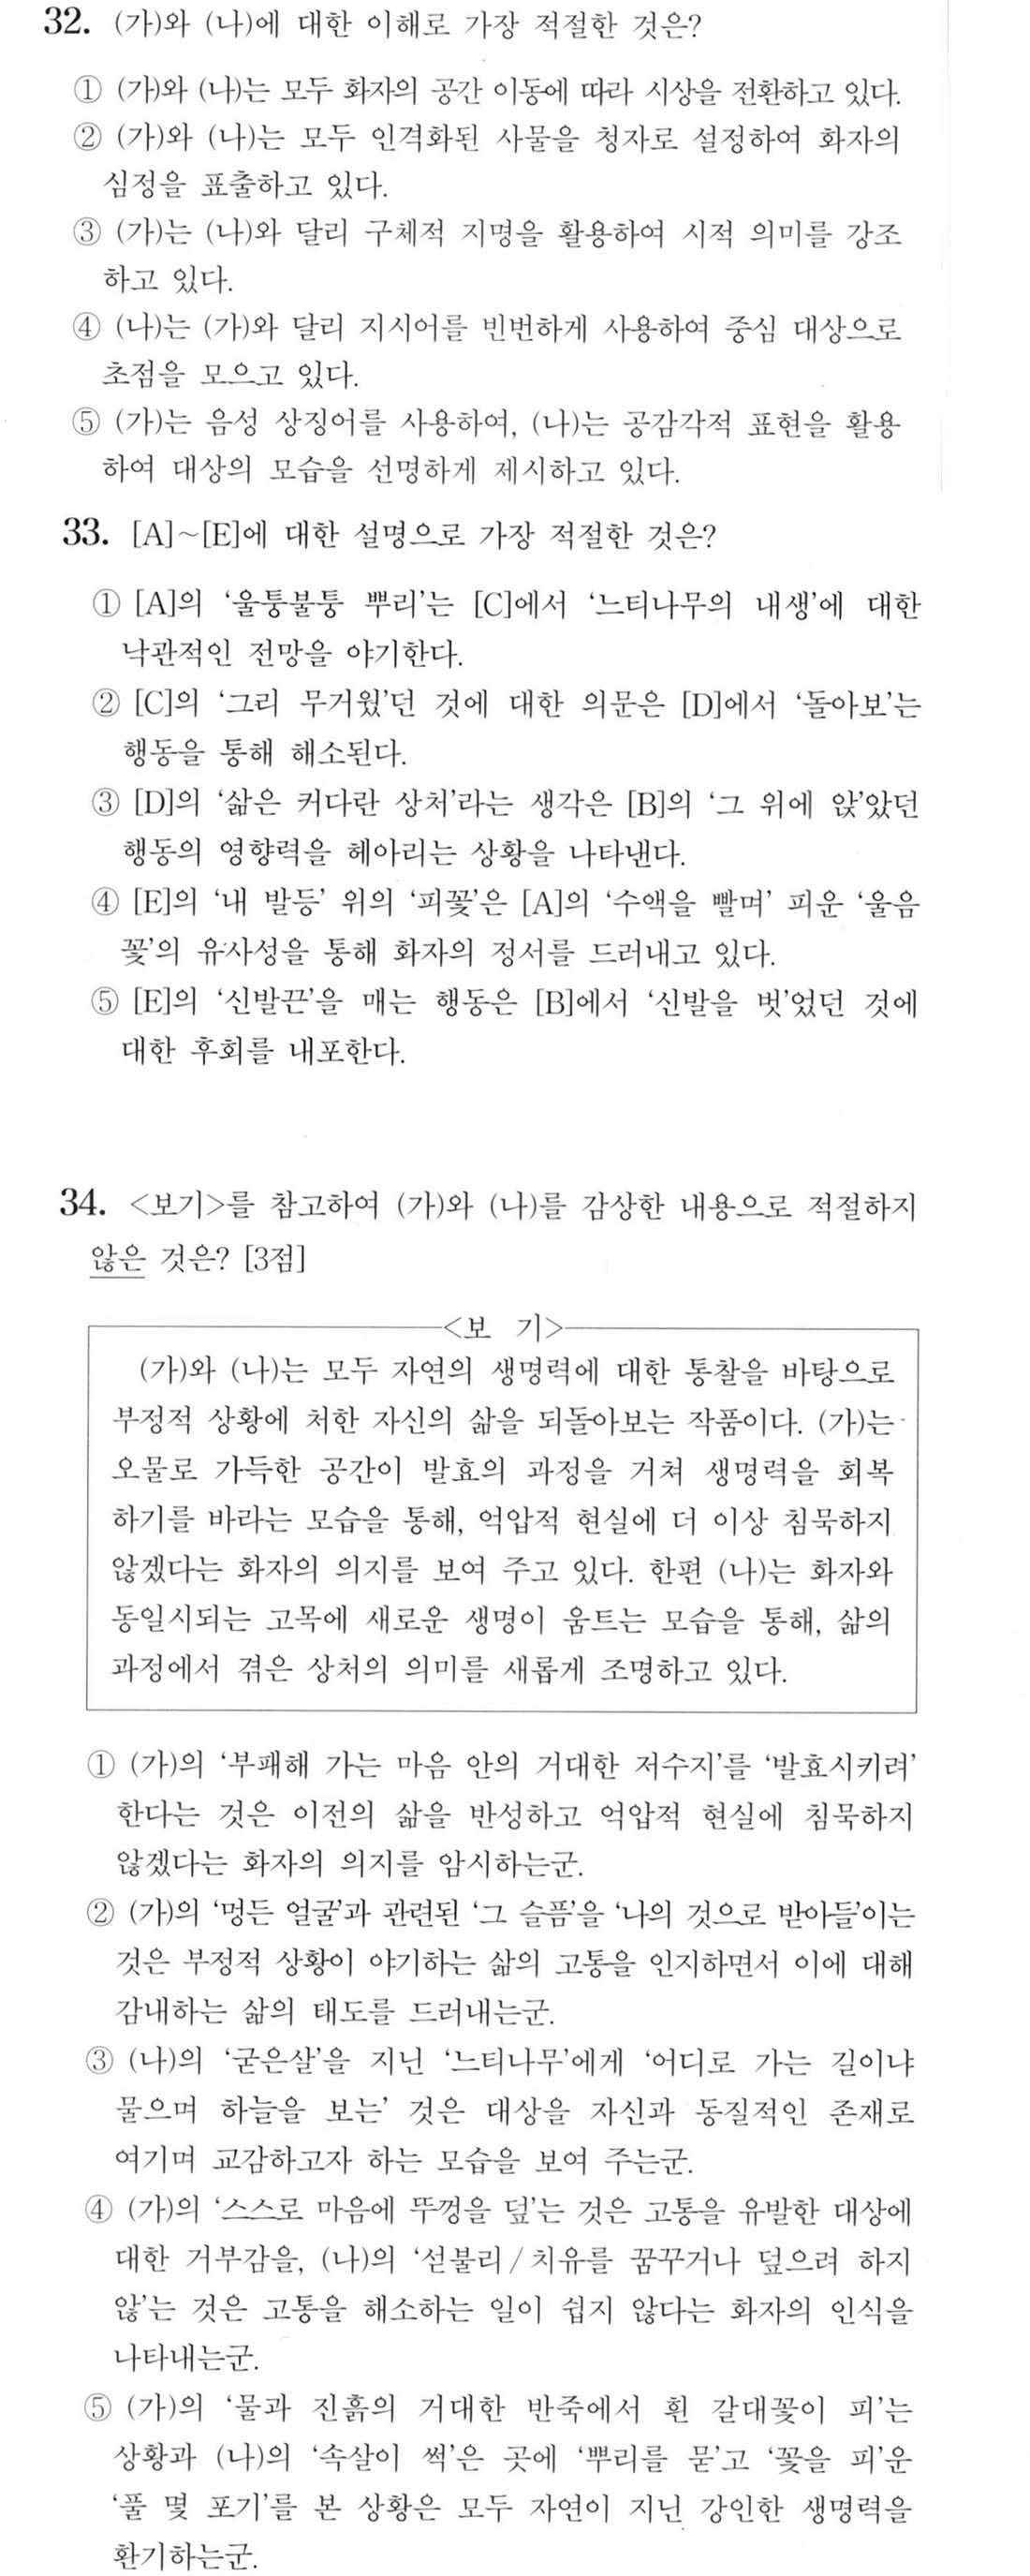 32. (가)와 (나)에 대한 이해로 가장 적절한 것은?
① (가)와 (나)는 모두 화자의 공간 이동에 따라 시상을 전환하고 있다.
② (가)와 (나)는 모두 인격화된 사물을 청자로 설정하여 화자의
심정을 표출하고 있다.
③ (가)는 (나)와 달리 구체적 지명을 활용하여 시적 의미를 강조
하고 있다.
④ (나)는 (가)와 달리 지시어를 빈번하게 사용하여 중심 대상으로
초점을 모으고 있다.
⑤ (가)는 음성 상징어를 사용하여, (나)는 공감각적 표현을 활용
하여 대상의 모습을 선명하게 제시하고 있다.
33. [A]~[E]에 대한 설명으로 가장 적절한 것은?
① [A]의 ‘울퉁불퉁 뿌리’는 [C]에서 ‘느티나무의 내생’에 대한
낙관적인 전망을 야기한다.
② [C]의 ‘그리 무거웠’던 것에 대한 의문은 [D]에서 ‘돌아보’는
행동을 통해 해소된다.
③ [D]의 ‘삶은 커다란 상처’라는 생각은 [B]의 ‘그 위에 앉’았던
행동의 영향력을 헤아리는 상황을 나타낸다.
④ [E]의 ‘내 발등’ 위의 ‘피꽃’은 [A]의 ‘수액을 빨며’ 피운 ‘울음
꽃’의 유사성을 통해 화자의 정서를 드러내고 있다.
⑤ [E]의 ‘신발끈’을 매는 행동은 [B]에서 ‘신발을 벗’었던 것에
대한 후회를 내포한다.
34. <보기>를 참고하여 (가)와 (나)를 감상한 내용으로 적절하지
않은 것은? [3점]
<보 기>
(가)와 (나)는 모두 자연의 생명력에 대한 통찰을 바탕으로
부정적 상황에 처한 자신의 삶을 되돌아보는 작품이다. (가)는
오물로 가득한 공간이 발효의 과정을 거쳐 생명력을 회복
하기를 바라는 모습을 통해, 억압적 현실에 더 이상 침묵하지
않겠다는 화자의 의지를 보여 주고 있다. 한편 (나)는 화자와
동일시되는 고목에 새로운 생명이 움트는 모습을 통해, 삶의
과정에서 겪은 상처의 의미를 새롭게 조명하고 있다.
① (가)의 ‘부패해 가는 마음 안의 거대한 저수지’를 ‘발효시키려’
한다는 것은 이전의 삶을 반성하고 억압적 현실에 침묵하지
않겠다는 화자의 의지를 암시하는군.
② (가)의 ‘멍든 얼굴’과 관련된 ‘그 슬픔’을 ‘나의 것으로 받아들’이는
것은 부정적 상황이 야기하는 삶의 고통을 인지하면서 이에 대해
감내하는 삶의 태도를 드러내는군.
③ (나)의 ‘굳은살’을 지닌 ‘느티나무’에게 ‘어디로 가는 길이냐
물으며 하늘을 보는’ 것은 대상을 자신과 동질적인 존재로
여기며 교감하고자 하는 모습을 보여 주는군.
④ (가)의 ‘스스로 마음에 뚜껑을 덮’는 것은 고통을 유발한 대상에
대한 거부감을, (나)의 ‘섣불리 / 치유를 꿈꾸거나 덮으려 하지
않’는 것은 고통을 해소하는 일이 쉽지 않다는 화자의 인식을
나타내는군.
⑤ (가)의 ‘물과 진흙의 거대한 반죽에서 흰 갈대꽃이 피’는
상황과 (나)의 ‘속살이 썩’은 곳에 ‘뿌리를 묻’고 ‘꽃을 피’운
‘풀 몇 포기’를 본 상황은 모두 자연이 지닌 강인한 생명력을
환기하는군.